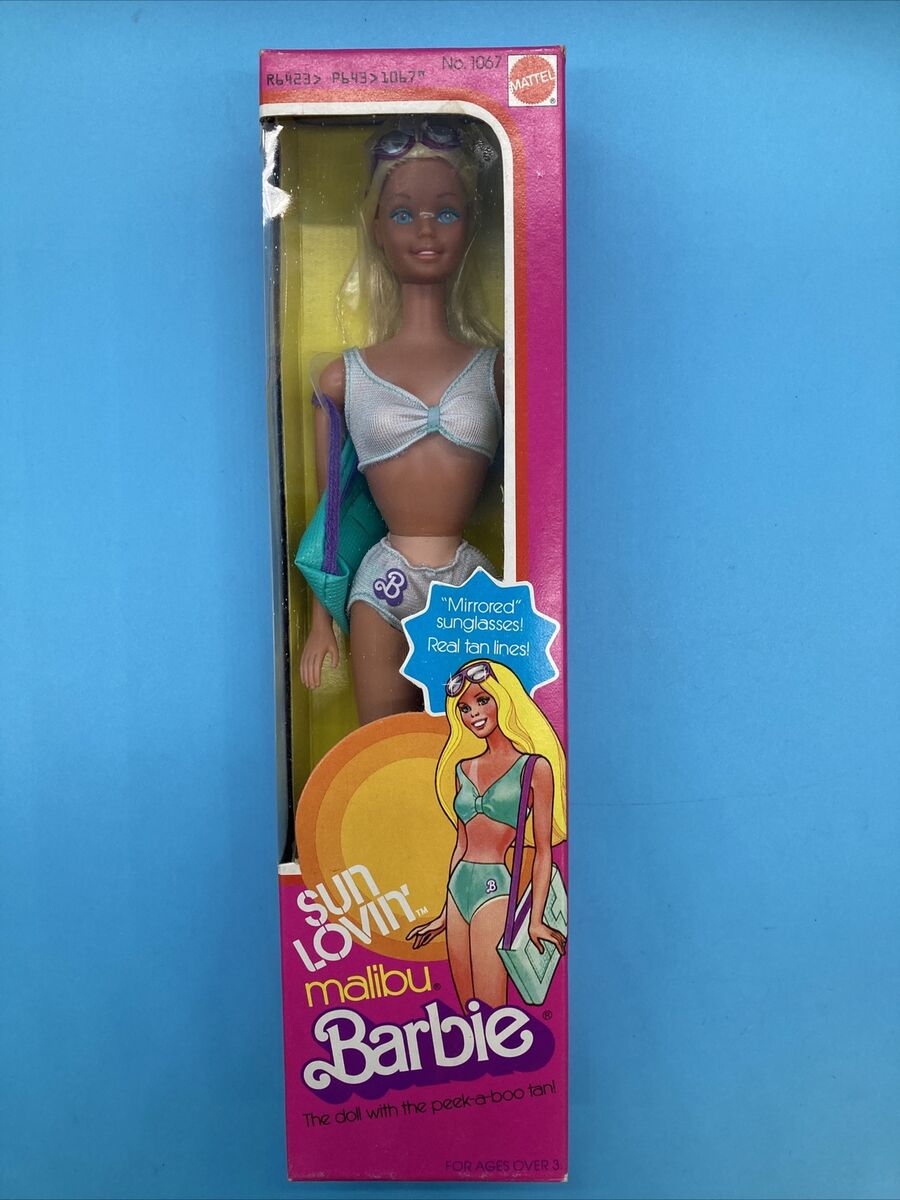 No. 1067
MATTEL
®
R6423> P643>1067"
B
"Mirrored"
sunglasses!
Real tan lines!
B
SUN
LOVIN'™
malibu®
Barbie®
The doll with the peek-a-boo tan!
FOR AGES OVER 3